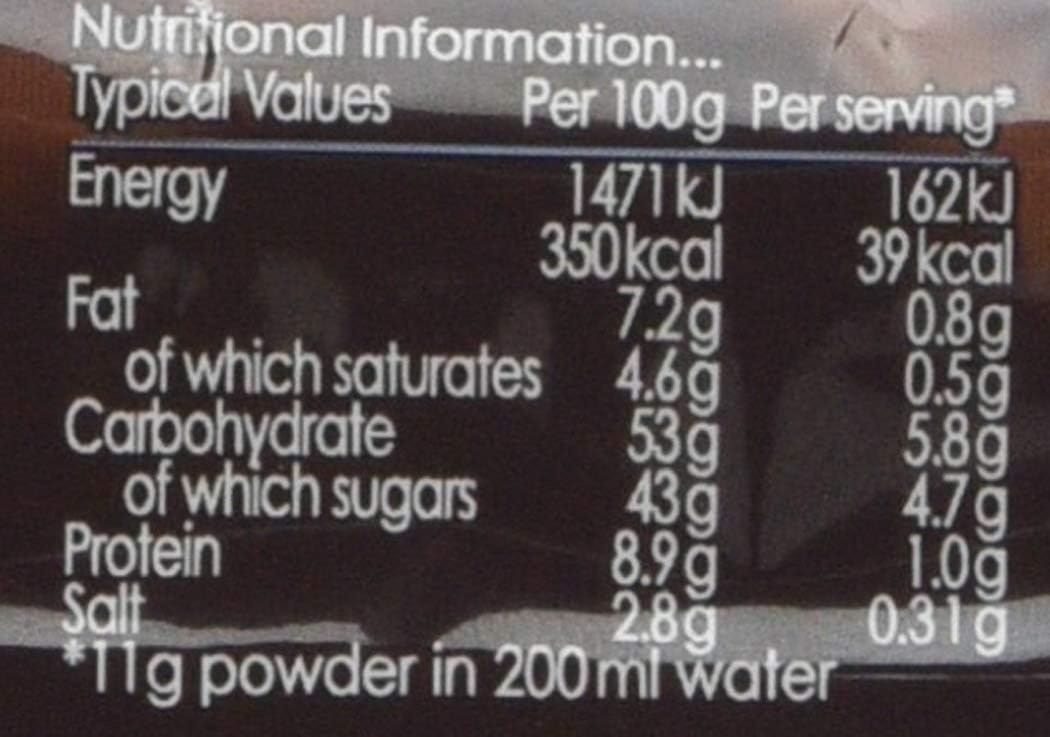 Nutritional Information...
Typical Values Per 100g Per serving*
Energy 1471kJ 162kJ
350kcal 39kcal
Fat 7.2g 0.8g
of which saturates 4.6g 0.5g
Carbohydrate 53g 5.8g
of which sugars 43g 4.7g
Protein 8.9g 1.0g
Salt 2.8g 0.31g
*11g powder in 200ml water